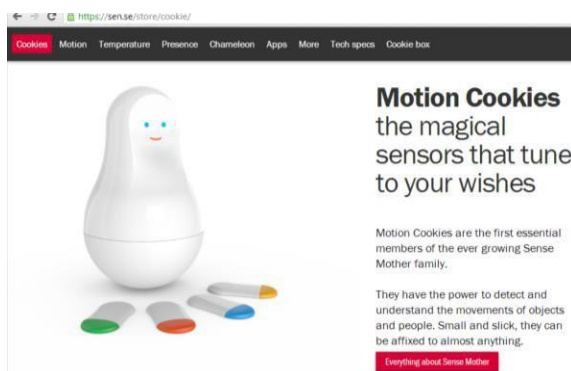 https://sen.se/store/cookie/
Cookies Motion Temperature Presence Chameleon Apps More Tech specs Cookie box
Motion Cookies
the magical
sensors that tune
to your wishes
Motion Cookies are the first essential
members of the ever growing Sense
Mother family.
They have the power to detect and
understand the movements of objects
and people. Small and slick, they can
be affixed to almost anything.
Everything about Sense Mother